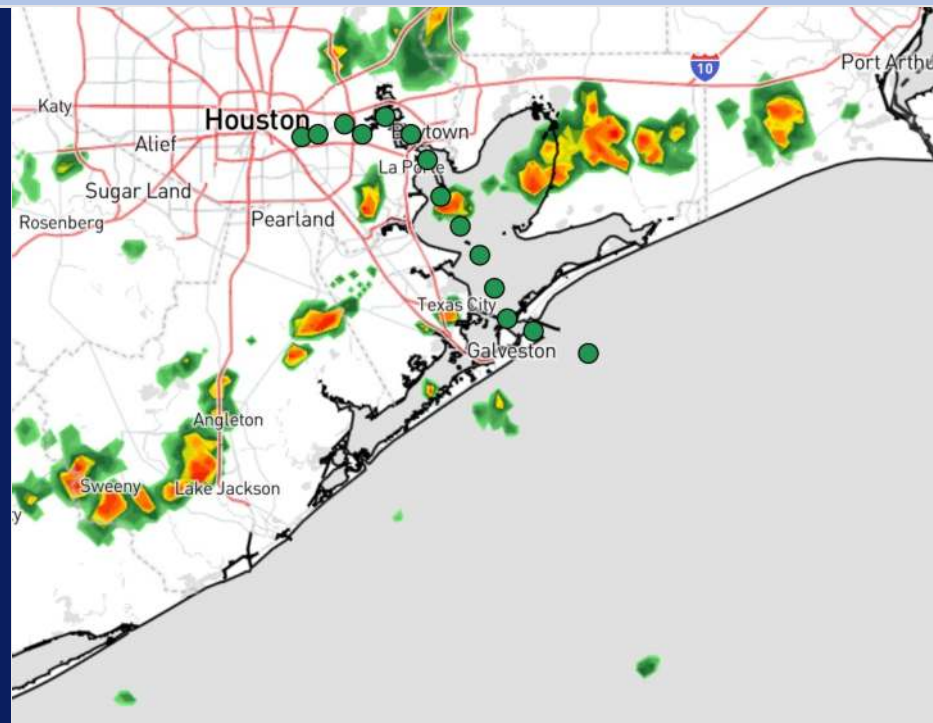 10
Port Arthu
Katy
Houston
Alief
Baytown
La Porte
Sugar Land
Rosenberg
Pearland
Texas City
Galveston
Angleton
Sweeny
Lake Jackson
y